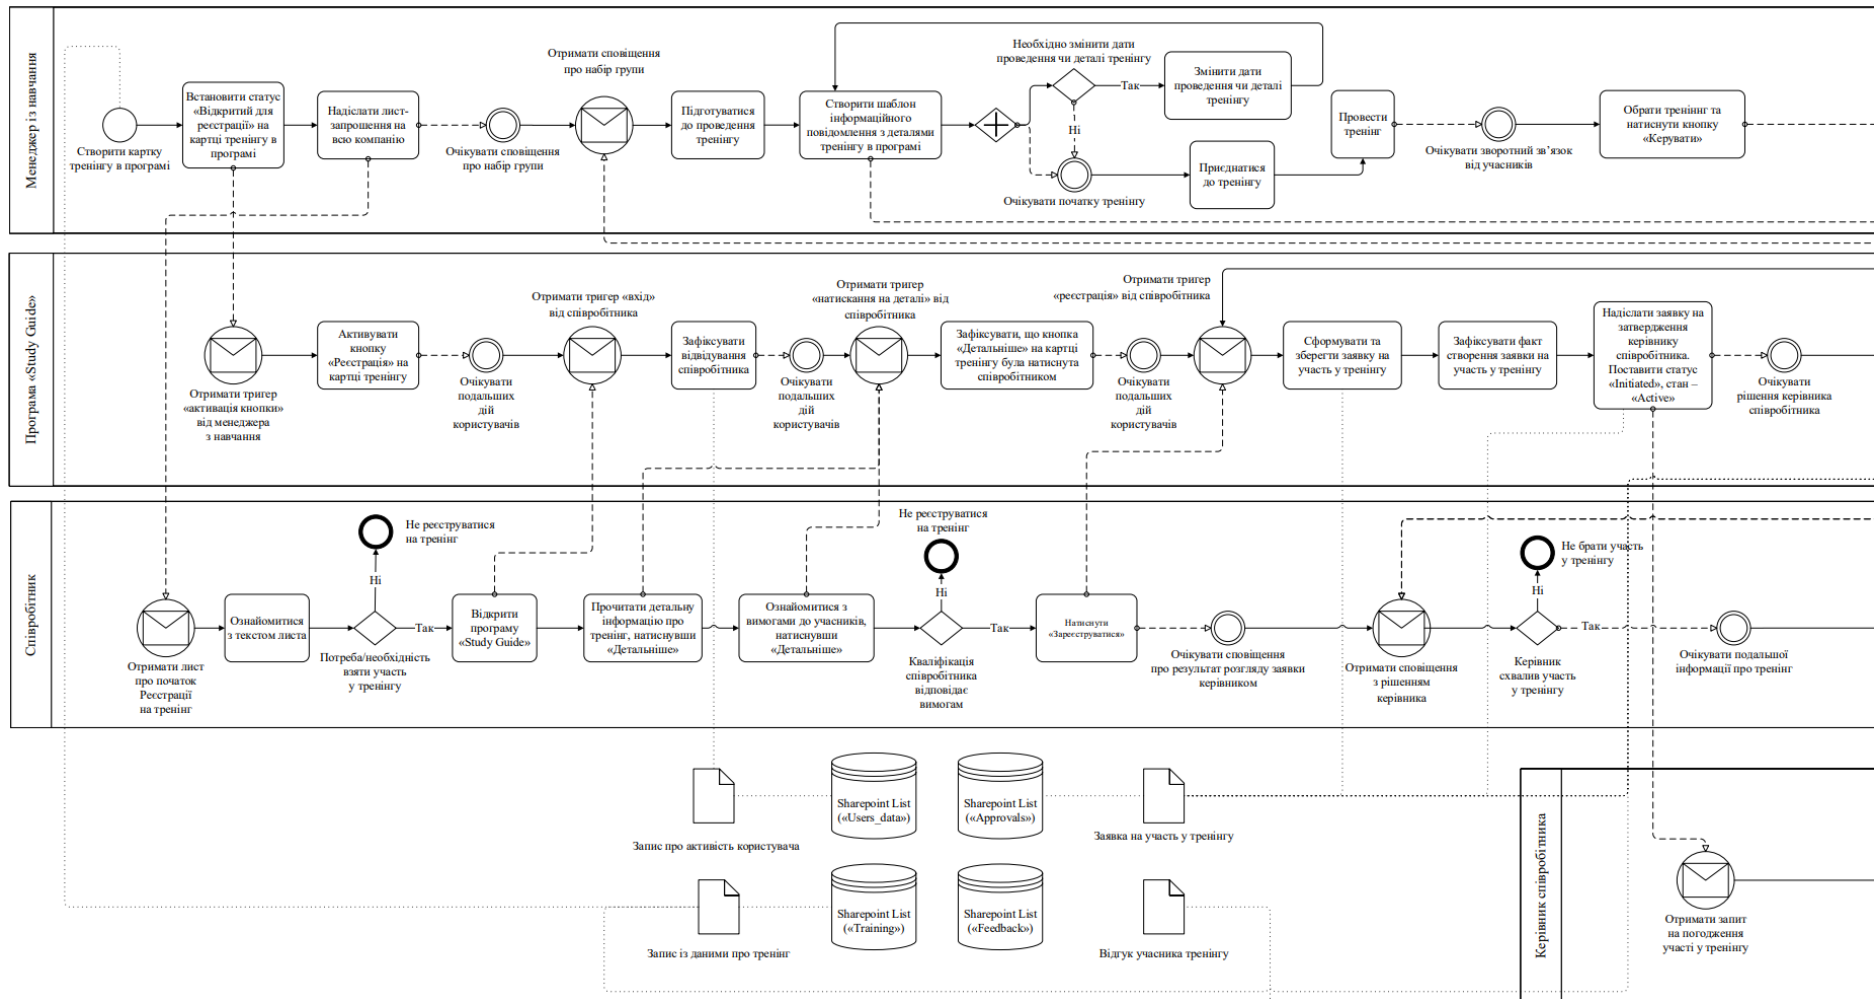 Менеджер із навчання
Створити картку
тренінгу в програмі
Встановити статус
«Відкритий для
реєстрації» на
картці тренінгу в
програмі
Надіслати лист-
запрошення на
всю компанію
Очікувати сповіщення
про набір групи
Отримати сповіщення
про набір групи
Підготуватися
до проведення
тренінгу
Створити шаблон
інформаційного
повідомлення з деталями
тренінгу в програмі
Необхідно змінити дати
проведення чи деталі тренінгу
Так
Ні
Змінити дати
проведення чи деталі
тренінгу
Очікувати початку тренінгу
Приєднатися
до тренінгу
Провести
тренінг
Очікувати зворотний зв’язок
від учасників
Обрати треніннг та
натиснути кнопку
«Керувати»
Програма «Study Guide»
Отримати тригер
«активація кнопки»
від менеджера
з навчання
Активувати
кнопку
«Реєстрація» на
картці тренінгу
Очікувати
подальших
дій
користувачів
Отримати тригер «вхід»
від співробітника
Зафіксувати
відвідування
співробітника
Очікувати
подальших
дій
користувачів
Отримати тригер
«натискання на деталі» від
співробітника
Зафіксувати, що кнопка
«Детальніше» на картці
тренінгу була натиснута
співробітником
Очікувати
подальших
дій
користувачів
Отримати тригер
«реєстрація» від співробітника
Сформувати та
зберегти заявку на
участь у тренінгу
Зафіксувати факт
створення заявки на
участь у тренінгу
Надіслати заявку на
затвердження
керівнику
співробітника.
Поставити статус
«Initiated», стан –
«Active»
Очікувати
рішення керівника
співробітника
Співробітник
Отримати лист
про початок
Реєстрації
на тренінг
Ознайомитися
з текстом листа
Не реєструватися
на тренінг
Ні
Так
Потреба/необхідність
взяти участь
у тренінгу
Відкрити
програму
«Study Guide»
Прочитати детальну
інформацію про
тренінг, натиснувши
«Детальніше»
Ознайомитися з
вимогами до учасників,
натиснувши
«Детальніше»
Не реєструватися
на тренінг
Ні
Так
Кваліфікація
співробітника
відповідає
вимогам
Натиснути
«Зареєструватися»
Очікувати сповіщення
про результат розгляду заявки
керівником
Отримати сповіщення
з рішенням
керівника
Не брати участь
у тренінгу
Ні
Так
Керівник
схвалив участь
у тренінгу
Очікувати подальшої
інформації про тренінг
Запис про активість користувача
Sharepoint List
(«Users_data»)
Sharepoint List
(«Approvals»)
Заявка на участь у тренінгу
Запис із даними про тренінг
Sharepoint List
(«Training»)
Sharepoint List
(«Feedback»)
Відгук учасника тренінгу
Керівник співробітника
Отримати запит
на погодження
участі у тренінгу